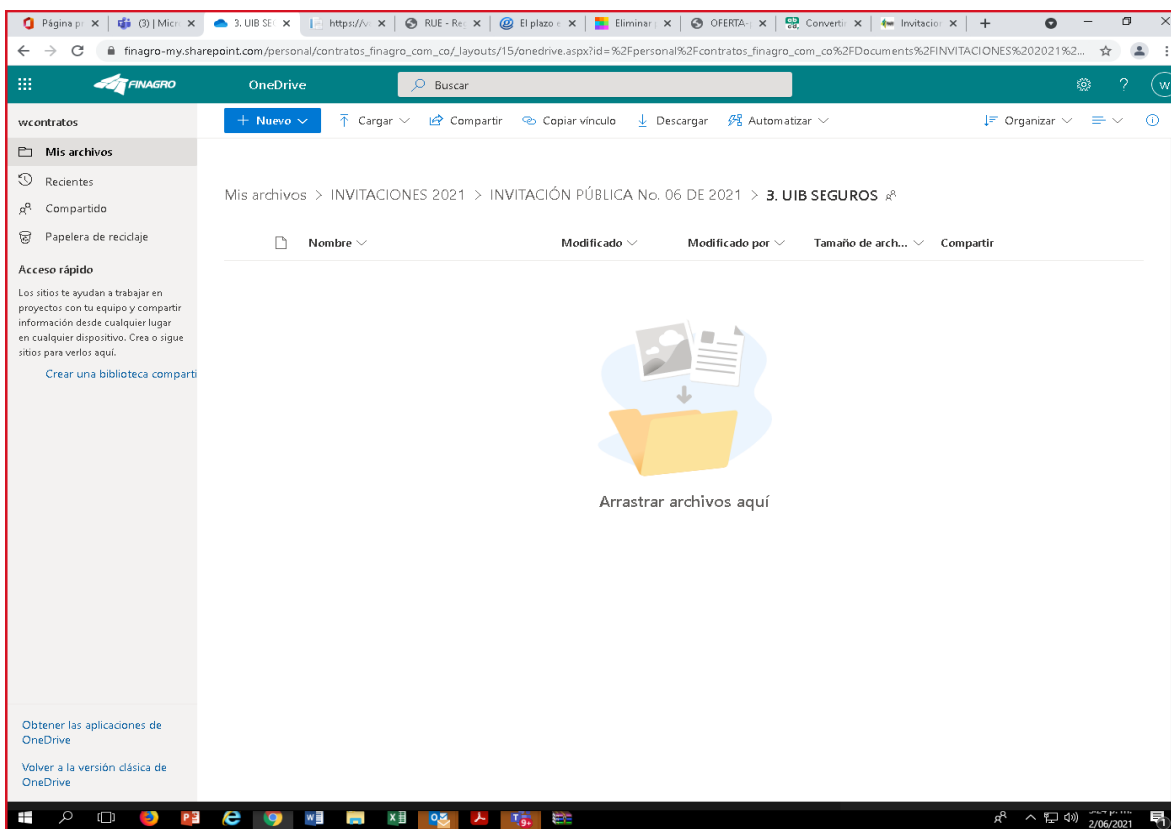 Página pr
(3) | Micr
3. UIB SE
https://v
RUE - Re
El plazo e
Eliminar
OFERTA-
Converti
Invitacion
finagro-my.sharepoint.com/personal/contratos_finagro_com_co/_layouts/15/onedrive.aspx?id=%2Fpersonal%2Fcontratos_finagro_com_co%2FDocuments%2FINVITACIONES%202021%2...
FINAGRO
OneDrive
Buscar
?
w
wcontratos
+ Nuevo
Cargar
Compartir
Copiar vínculo
Descargar
Automatizar
Organizar
Mis archivos
Recientes
Compartido
Papelera de reciclaje
Acceso rápido
Los sitios te ayudan a trabajar en
proyectos con tu equipo y compartir
información desde cualquier lugar
en cualquier dispositivo. Crea o sigue
sitios para verlos aquí.
Crear una biblioteca comparti
Mis archivos > INVITACIONES 2021 > INVITACIÓN PÚBLICA No. 06 DE 2021 > 3. UIB SEGUROS
Nombre
Modificado
Modificado por
Tamaño de arch...
Compartir
Arrastrar archivos aquí
Obtener las aplicaciones de
OneDrive
Volver a la versión clásica de
OneDrive
2/06/2021